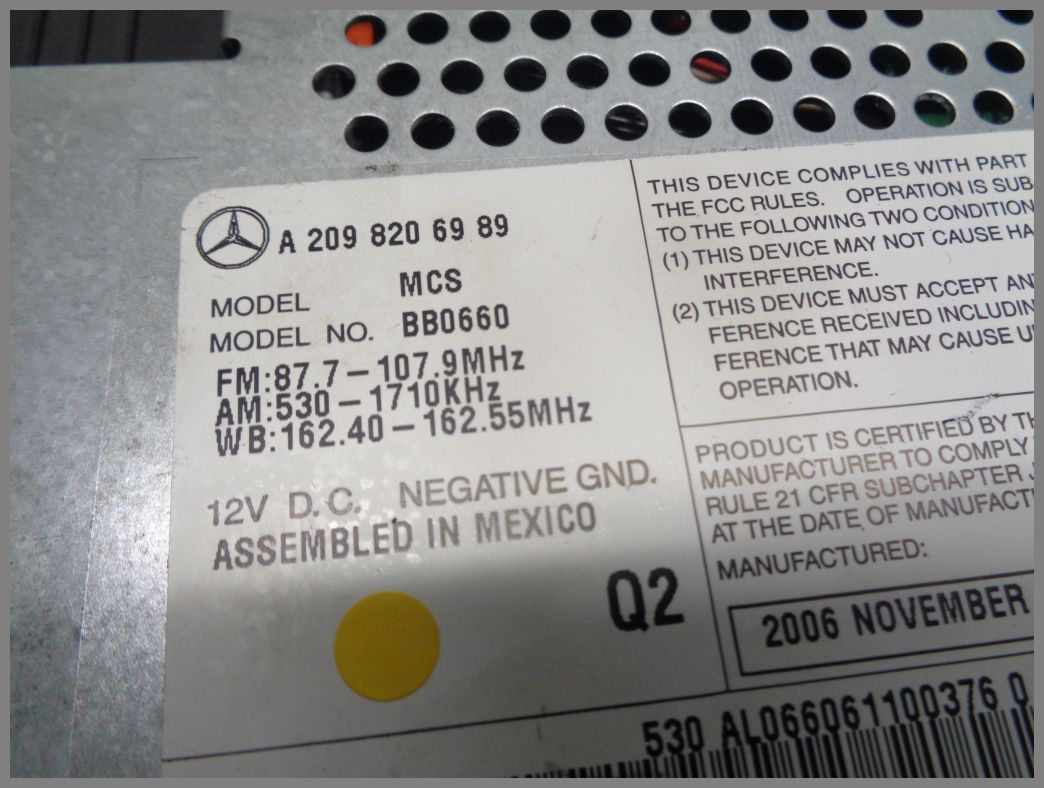 A 209 820 69 89
MODEL MCS
MODEL NO. BB0660
FM:87.7-107.9MHz
AM:530-1710KHz
WB:162.40-162.55MHz
12V D.C. NEGATIVE GND.
ASSEMBLED IN MEXICO
Q2
THIS DEVICE COMPLIES WITH PART
THE FCC RULES. OPERATION IS SUB
TO THE FOLLOWING TWO CONDITION
(1) THIS DEVICE MAY NOT CAUSE HA
INTERFERENCE.
(2) THIS DEVICE MUST ACCEPT AN
FERENCE RECEIVED INCLUDIN
FERENCE THAT MAY CAUSE U
OPERATION.
PRODUCT IS CERTIFIED BY TH
MANUFACTURER TO COMPLY
RULE 21 CFR SUBCHAPTER J
AT THE DATE OF MANUFACT
MANUFACTURED:
2006 NOVEMBER
530 AL066061100376 0